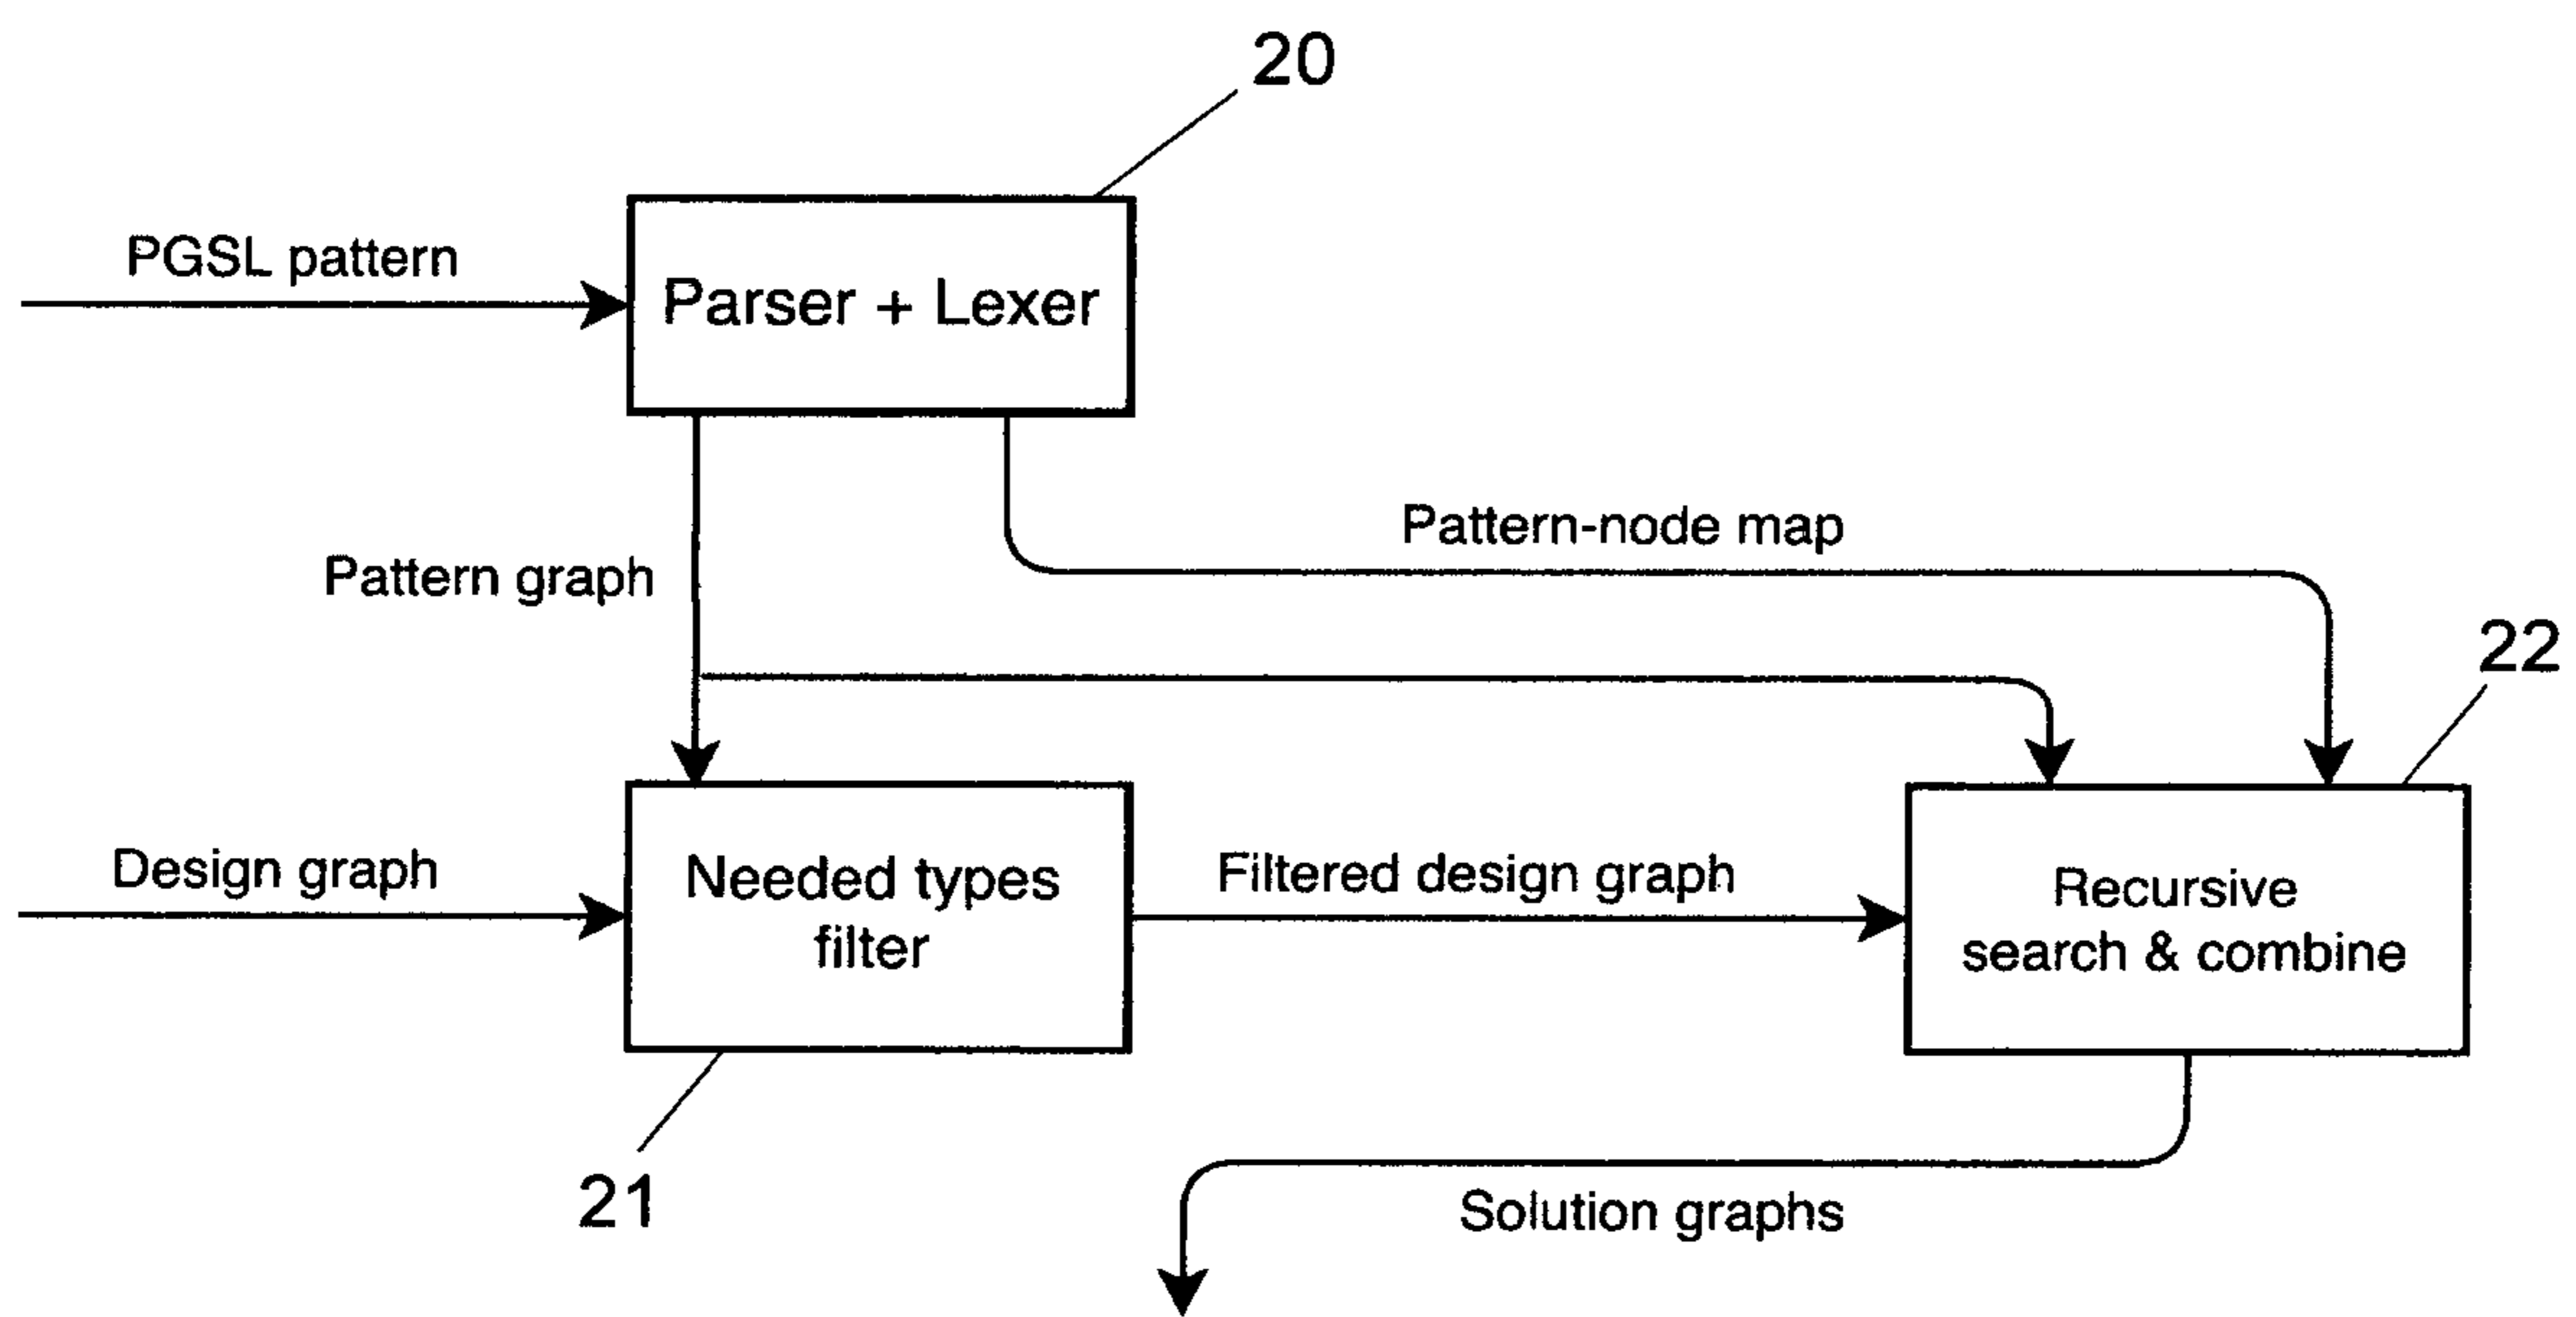 20
PGSL pattern
Parser + Lexer
Pattern-node map
Pattern graph
22
Design graph
Needed types
filter
Filtered design graph
Recursive
search & combine
21
Solution graphs